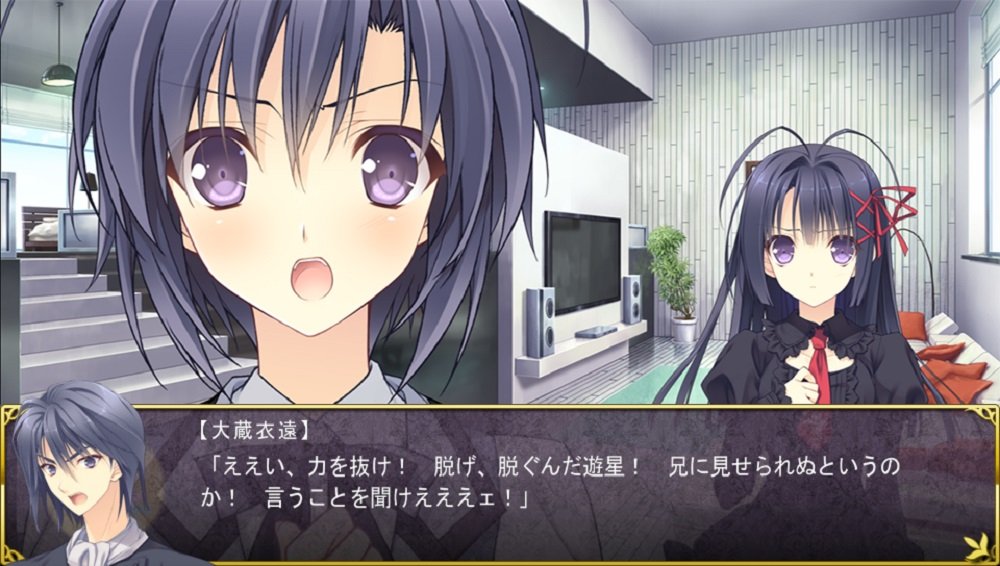 【大蔵衣遠】
「ええい、力を抜け！　脱げ、脱ぐんだ遊星！　兄に見せられぬというの
か！　言うことを聞けえええェ！」